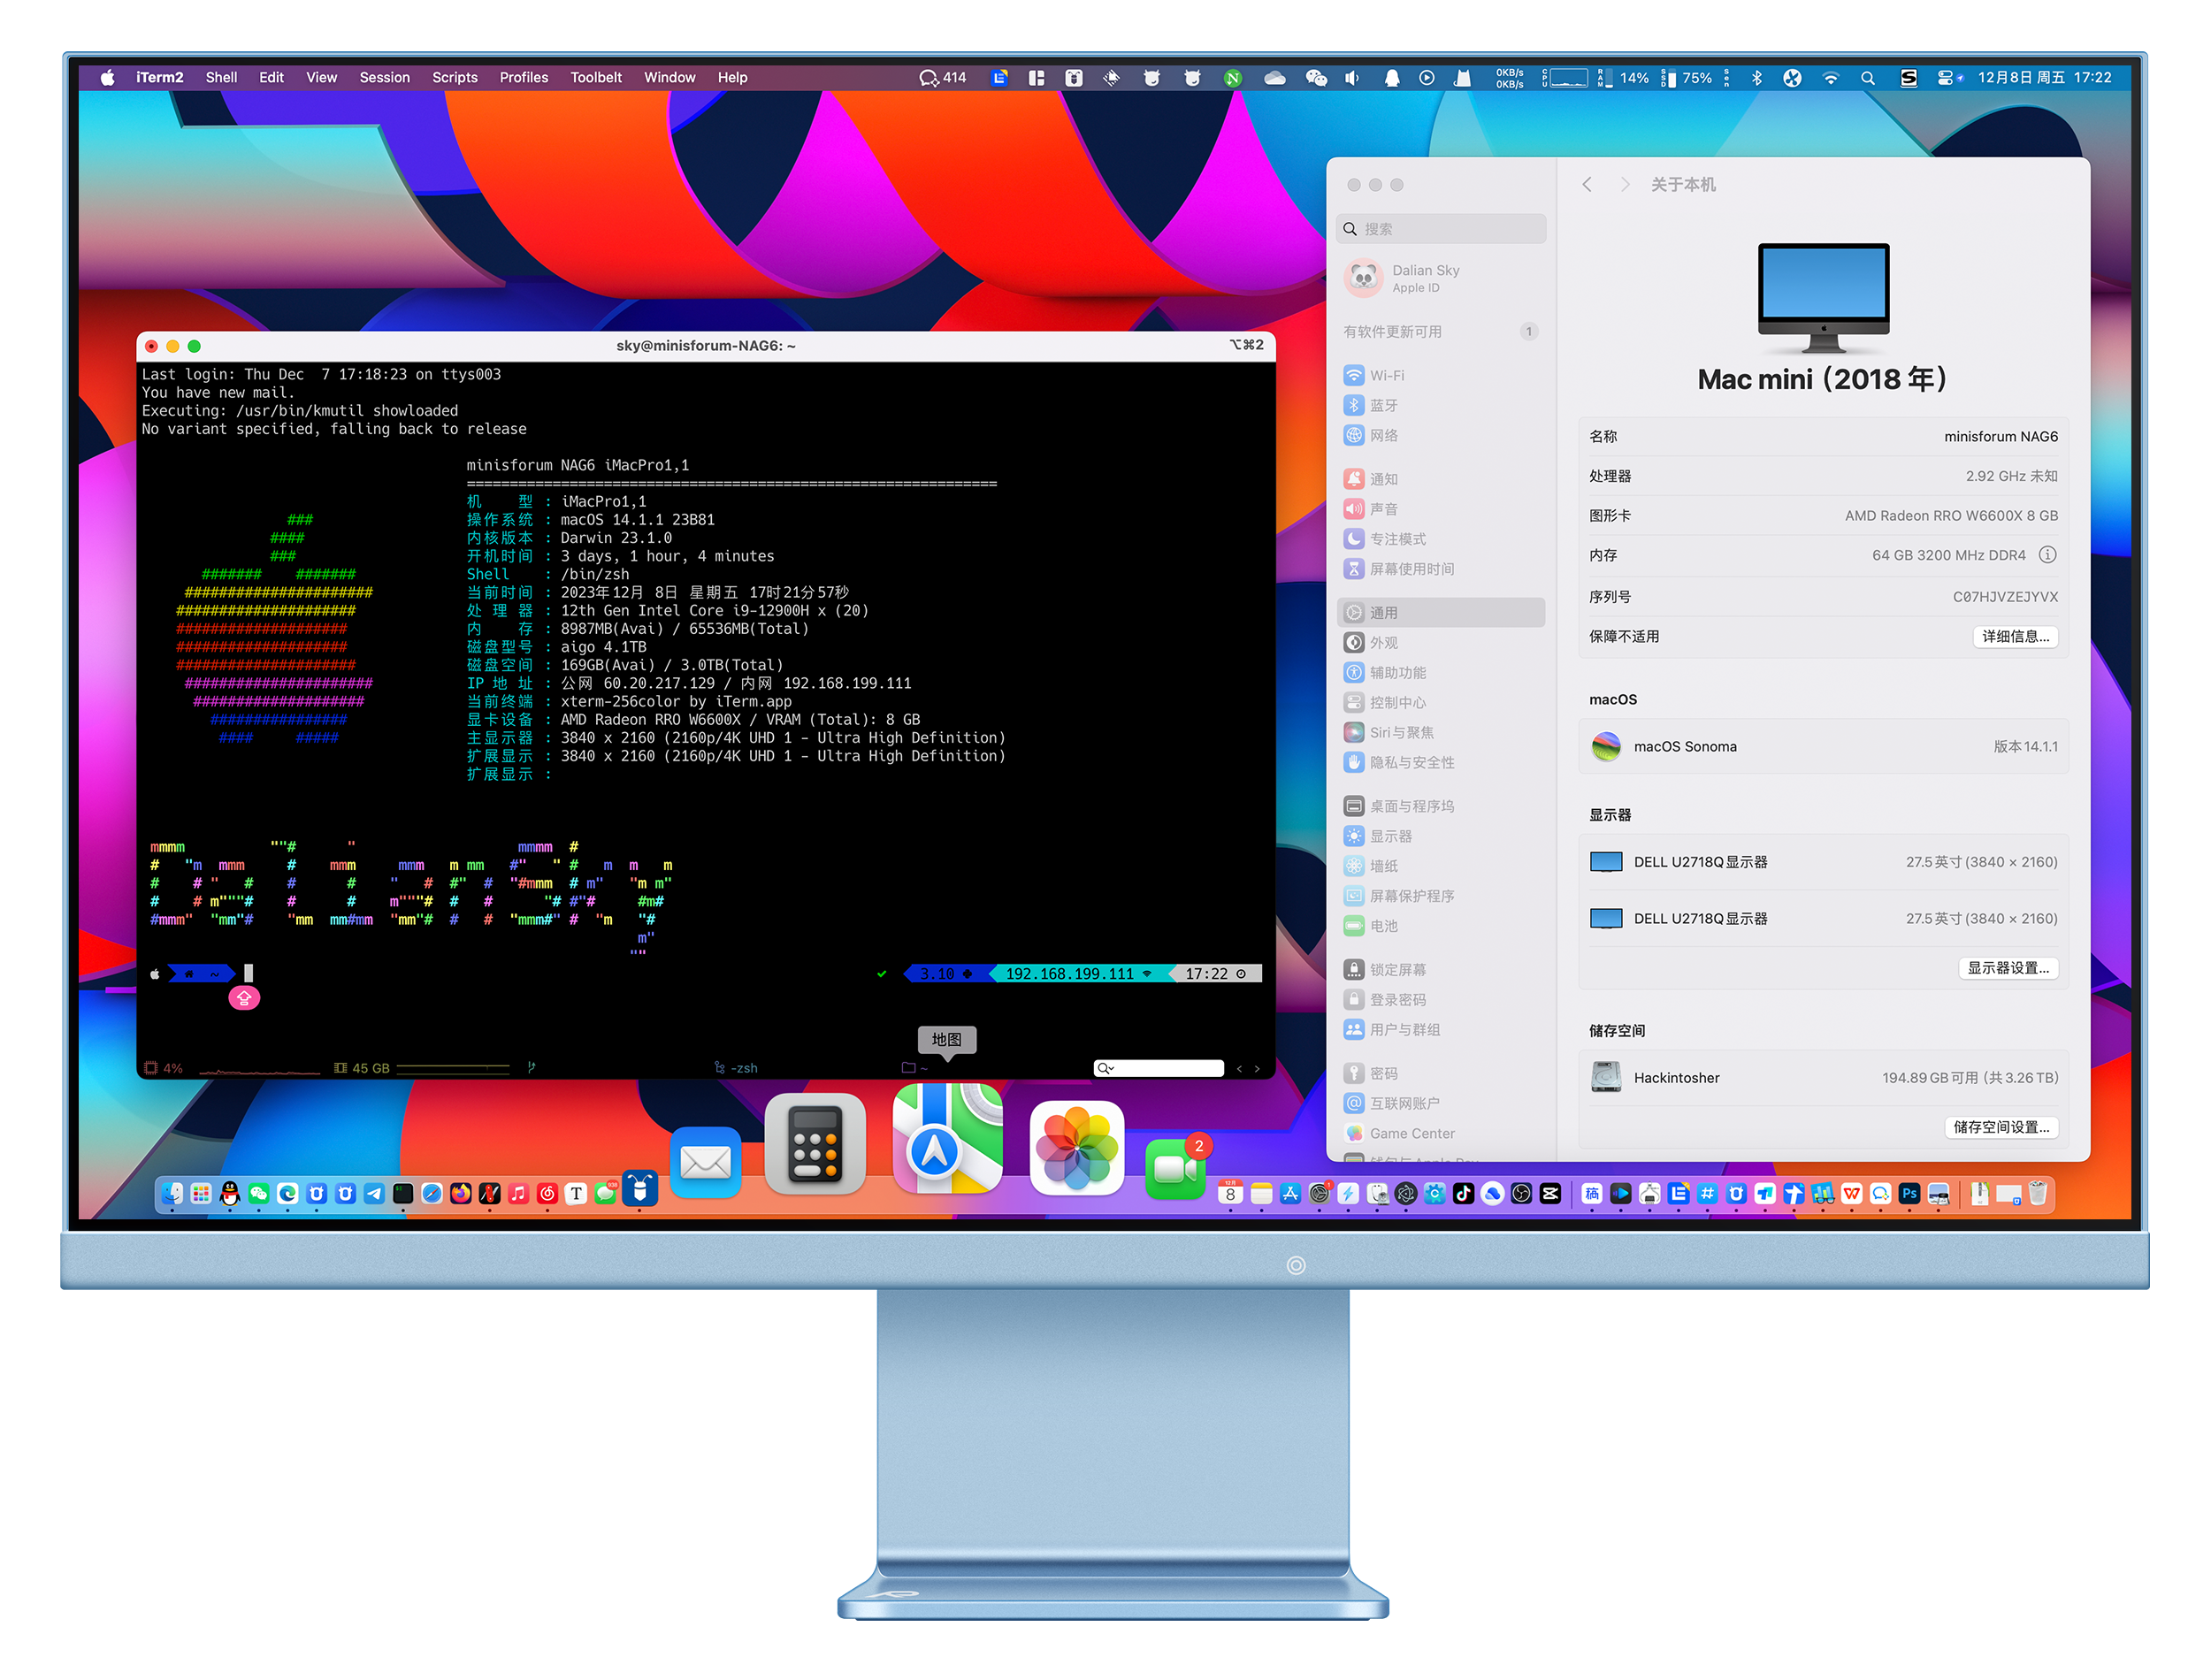 iTerm2 Shell Edit View Session Scripts Profiles Toolbelt Window Help 414 0KB/s 0KB/s CPU RAM 14% SSD 75% Sen 12月8日 周五 17:22
sky@minisforum-NAG6: ~ ⌥⌘2
Last login: Thu Dec  7 17:18:23 on ttys003
You have new mail.
Executing: /usr/bin/kmutil showloaded
No variant specified, falling back to release
minisforum NAG6 iMacPro1,1
==============================================================
机 型 : iMacPro1,1
操作系统 : macOS 14.1.1 23B81
内核版本 : Darwin 23.1.0
开机时间 : 3 days, 1 hour, 4 minutes
Shell : /bin/zsh
当前时间 : 2023年12月 8日 星期五 17时21分57秒
处 理 器 : 12th Gen Intel Core i9-12900H x (20)
内 存 : 8987MB(Avai) / 65536MB(Total)
磁盘型号 : aigo 4.1TB
磁盘空间 : 169GB(Avai) / 3.0TB(Total)
IP 地 址 : 公网 60.20.217.129 / 内网 192.168.199.111
当前终端 : xterm-256color by iTerm.app
显卡设备 : AMD Radeon RRO W6600X / VRAM (Total): 8 GB
主显示器 : 3840 x 2160 (2160p/4K UHD 1 - Ultra High Definition)
扩展显示 : 3840 x 2160 (2160p/4K UHD 1 - Ultra High Definition)
扩展显示 :
DalianSky
~ 3.10 192.168.199.111 17:22
4% 45 GB -zsh ~
地图
搜索
Dalian Sky
Apple ID
有软件更新可用 1
Wi-Fi
蓝牙
网络
通知
声音
专注模式
屏幕使用时间
通用
外观
辅助功能
控制中心
Siri与聚焦
隐私与安全性
桌面与程序坞
显示器
墙纸
屏幕保护程序
电池
锁定屏幕
登录密码
用户与群组
密码
互联网账户
Game Center
钱包与 Apple Pay
关于本机
Mac mini（2018 年）
名称 minisforum NAG6
处理器 2.92 GHz 未知
图形卡 AMD Radeon RRO W6600X 8 GB
内存 64 GB 3200 MHz DDR4
序列号 C07HJVZEJYVX
保障不适用 详细信息...
macOS
macOS Sonoma 版本14.1.1
显示器
DELL U2718Q显示器 27.5英寸 (3840 × 2160)
DELL U2718Q显示器 27.5英寸 (3840 × 2160)
显示器设置...
储存空间
Hackintosher 194.89 GB可用 (共3.26 TB)
储存空间设置...
2
T 12月 8 稿 # W Ps